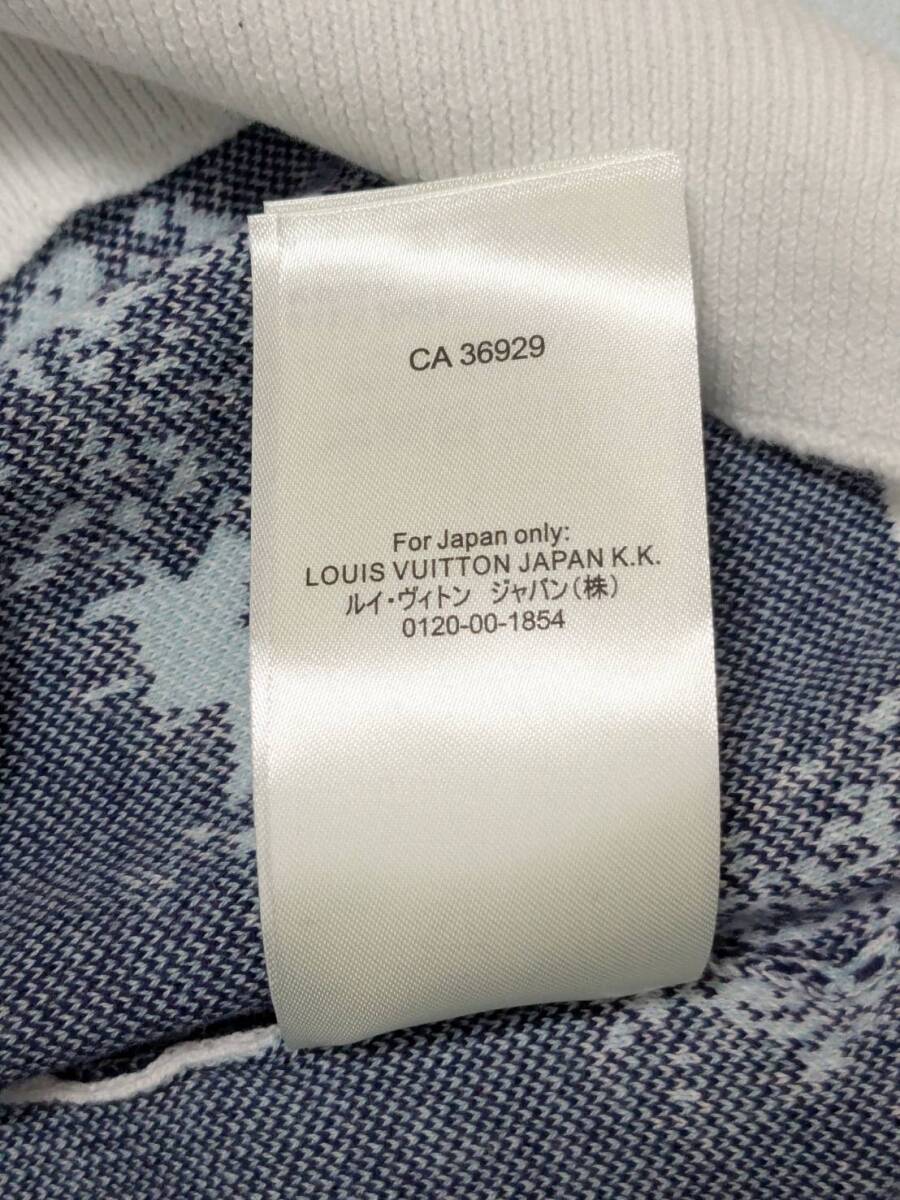 CA 36929
For Japan only:
LOUIS VUITTON JAPAN K.K.
ルイ・ヴィトン ジャパン(株)
0120-00-1854